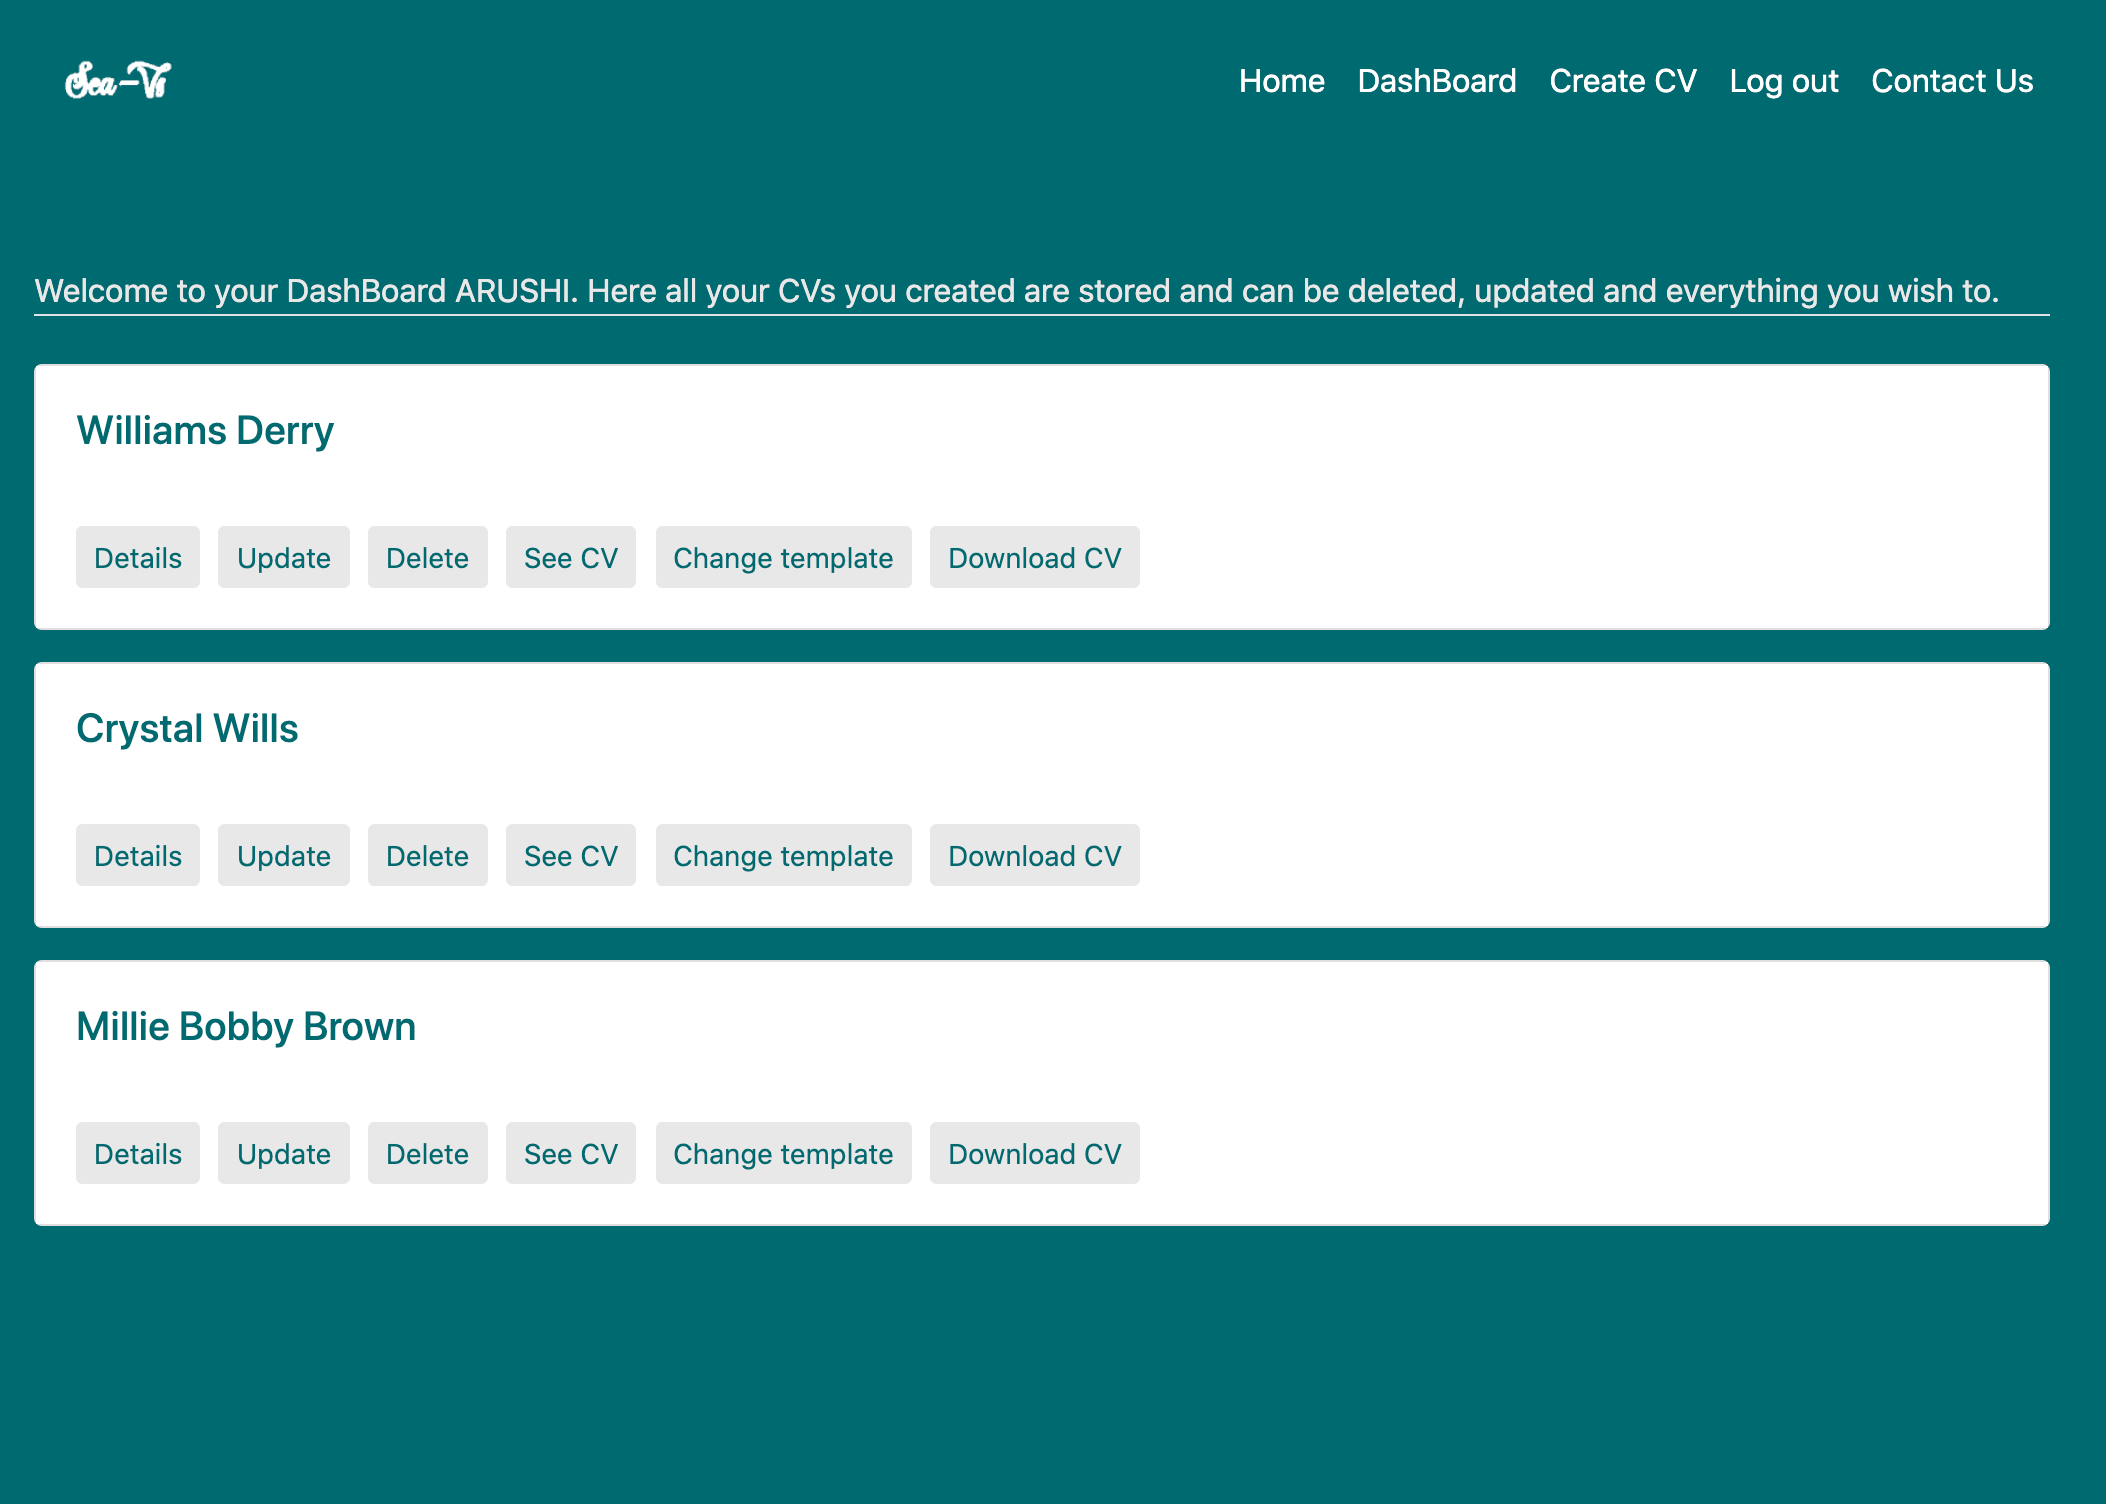 Sea-Vi
Home DashBoard Create CV Log out Contact Us
Welcome to your DashBoard ARUSHI. Here all your CVs you created are stored and can be deleted, updated and everything you wish to.
Williams Derry
Details Update Delete See CV Change template Download CV
Crystal Wills
Details Update Delete See CV Change template Download CV
Millie Bobby Brown
Details Update Delete See CV Change template Download CV